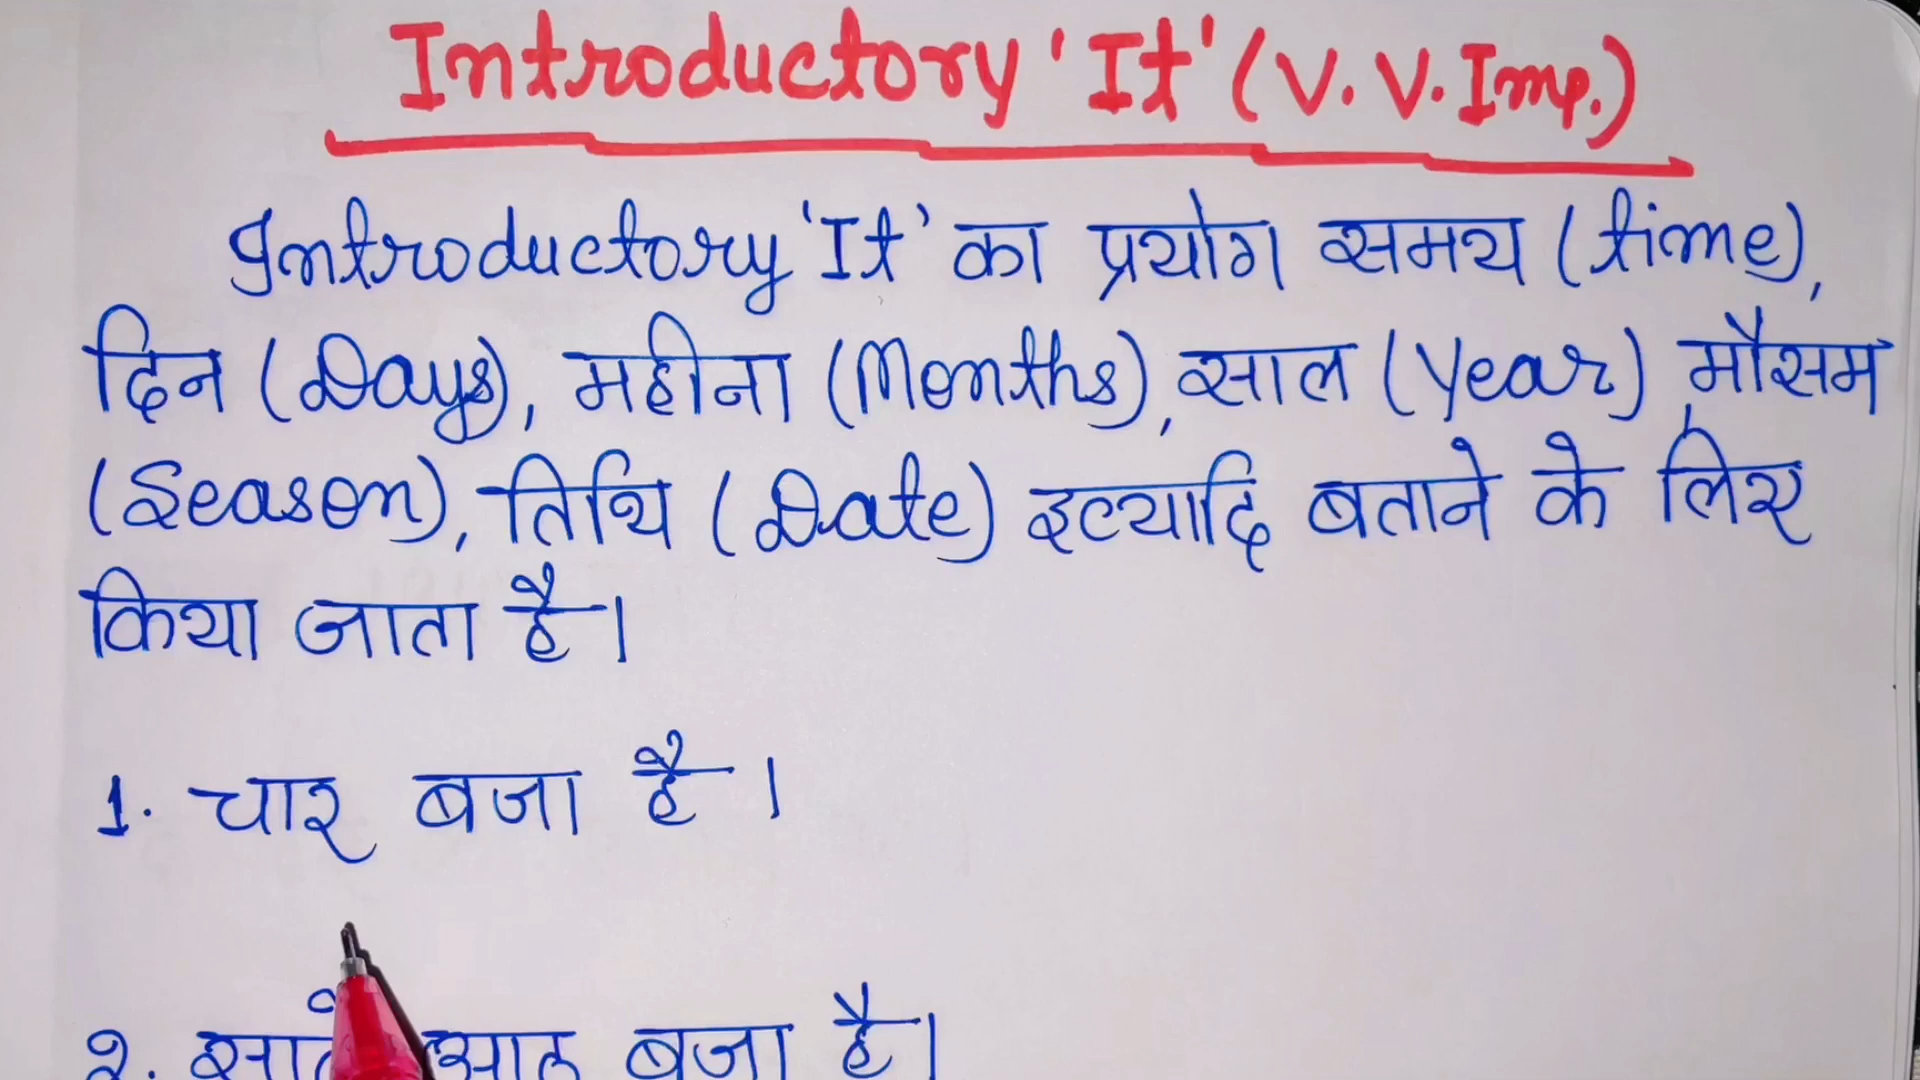 Introductory 'It' (V. V. Imp.)
Introductory 'It' का प्रयोग समय (time),
दिन (Days), महीना (Months), साल (Year), मौसम
(Season), तिथि (Date) इत्यादि बताने के लिए
किया जाता है।
1. चार बजा है।
2. बजा है।